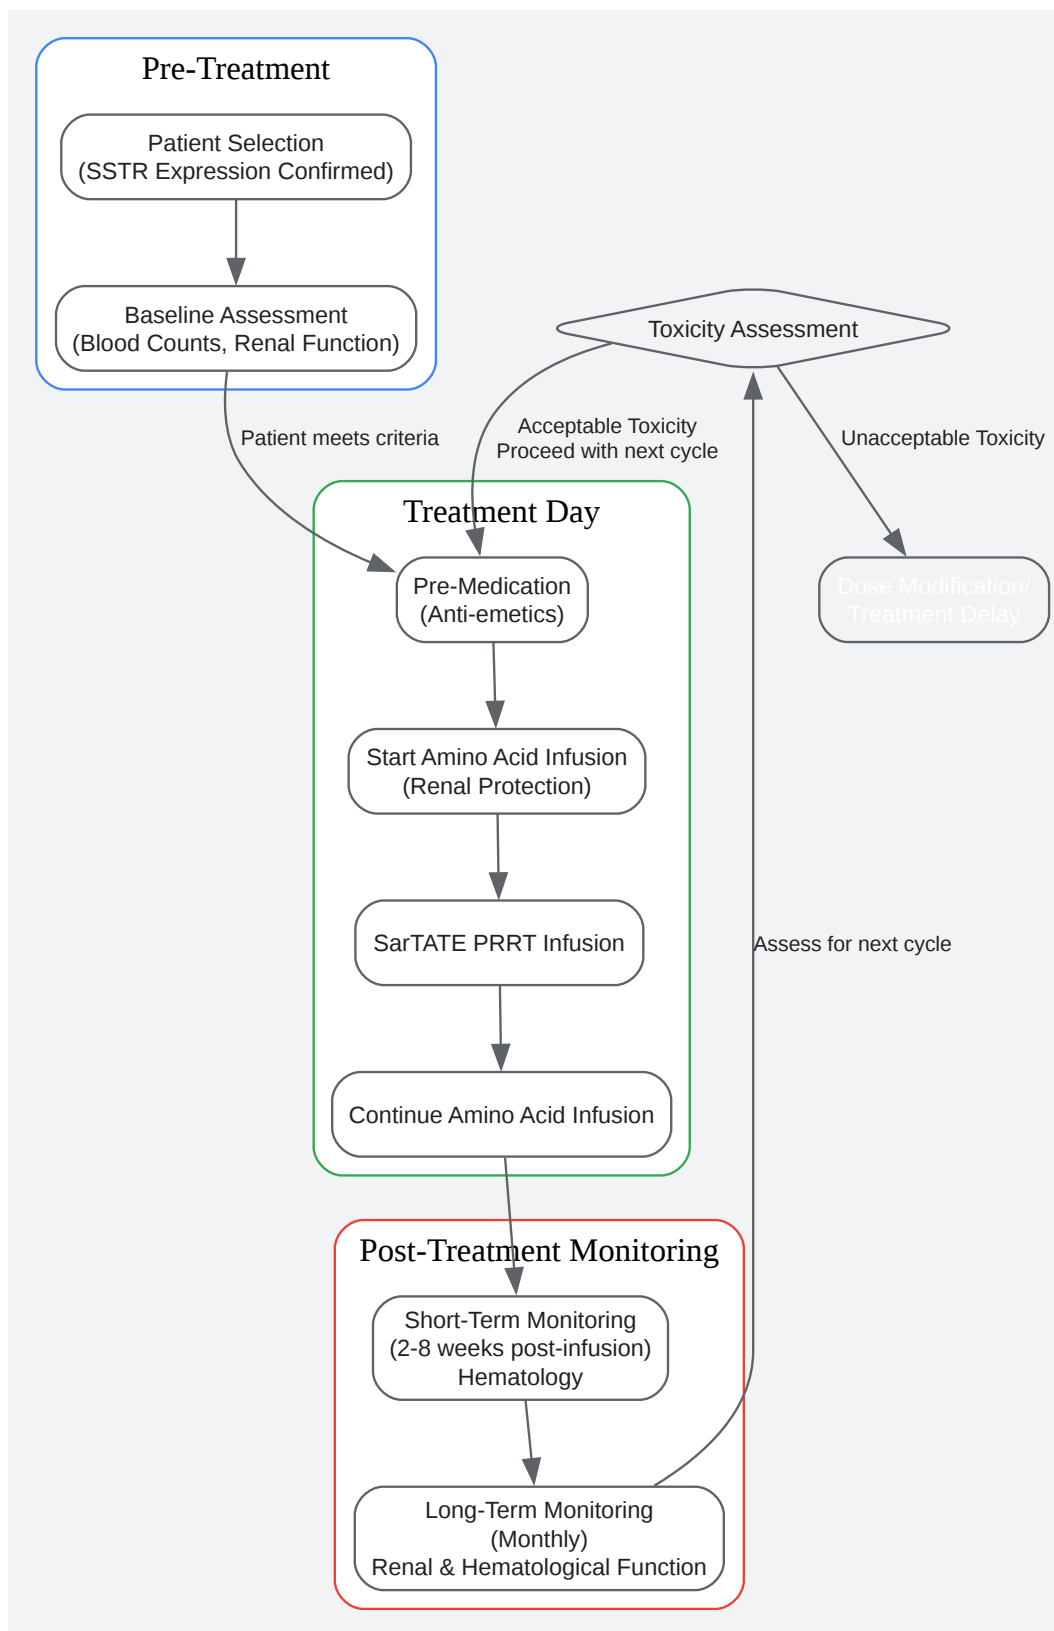 Pre-Treatment
Patient Selection
(SSTR Expression Confirmed)
Baseline Assessment
(Blood Counts, Renal Function)
Toxicity Assessment
Patient meets criteria
Acceptable Toxicity
Proceed with next cycle
Unacceptable Toxicity
Treatment Day
Pre-Medication
(Anti-emetics)
Dose Modification/
Treatment Delay
Start Amino Acid Infusion
(Renal Protection)
SarTATE PRRT Infusion
Assess for next cycle
Continue Amino Acid Infusion
Post-Treatment Monitoring
Short-Term Monitoring
(2-8 weeks post-infusion)
Hematology
Long-Term Monitoring
(Monthly)
Renal & Hematological Function